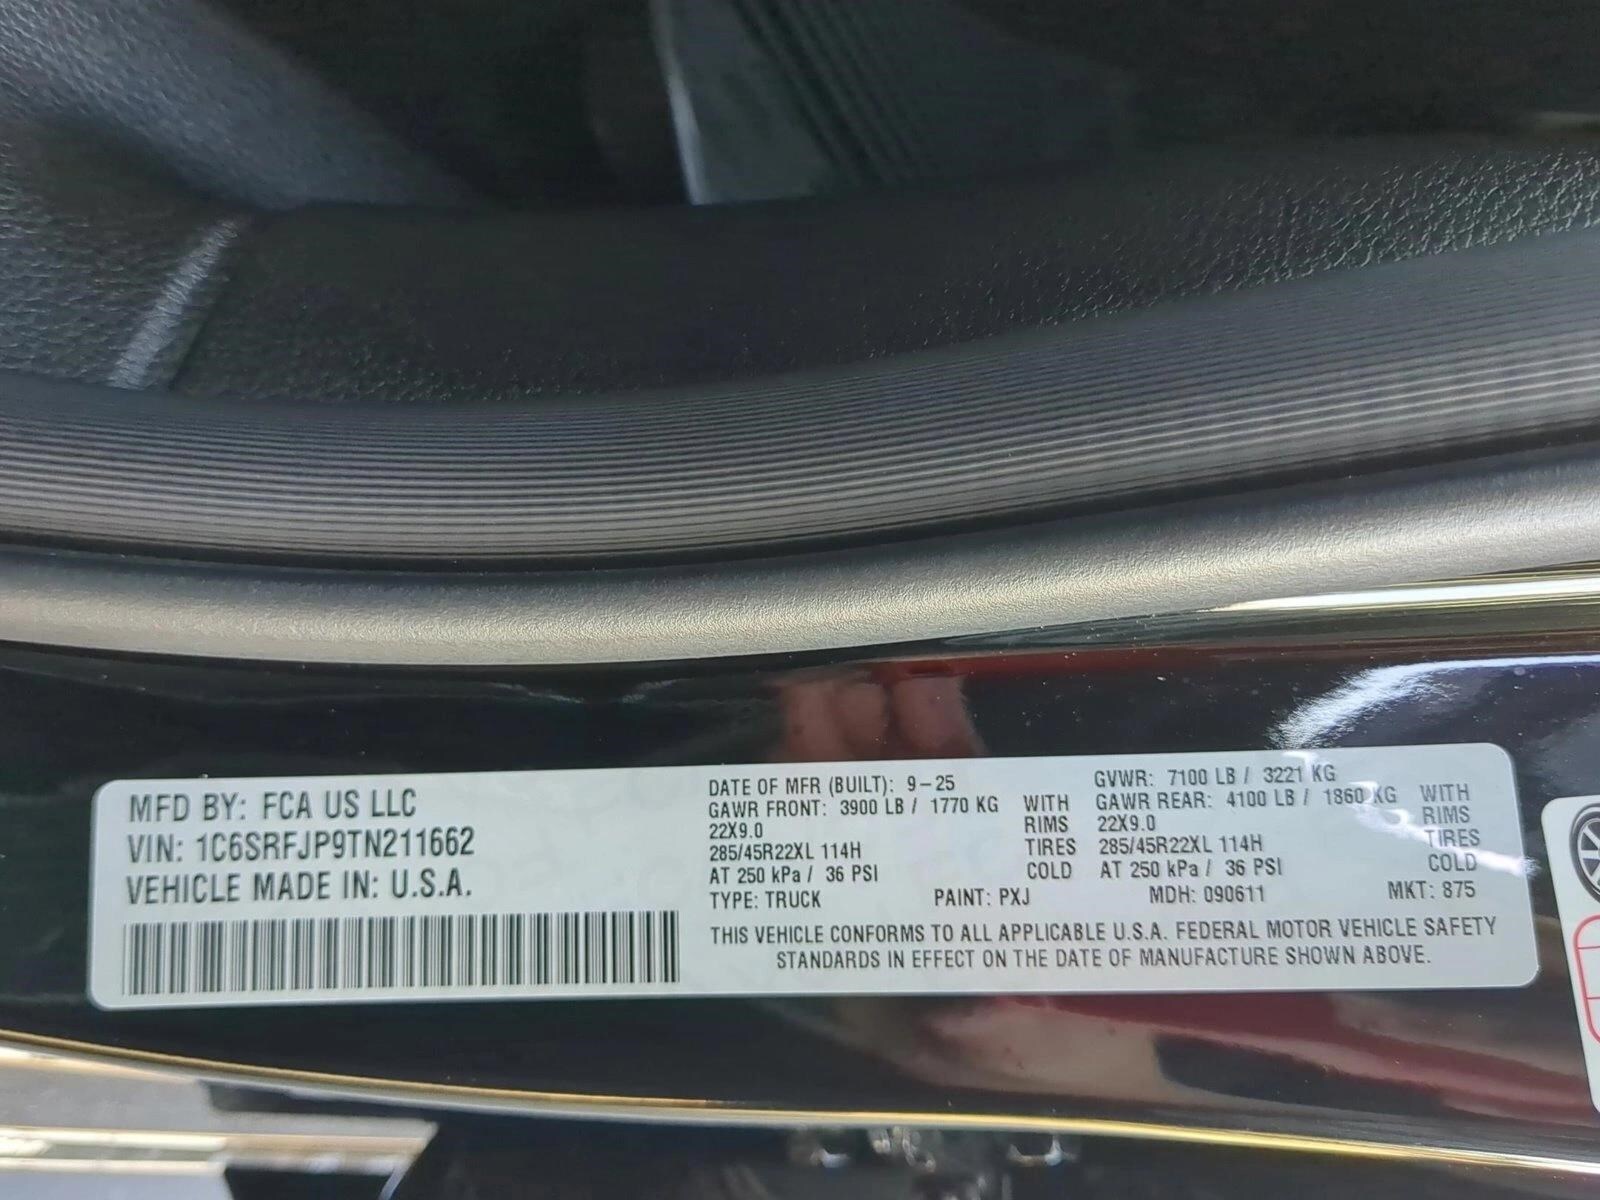 MFD BY: FCA US LLC
VIN: 1C6SRFJP9TN211662
VEHICLE MADE IN: U.S.A.
DATE OF MFR (BUILT): 9-25
GAWR FRONT: 3900 LB / 1770 KG WITH
22X9.0 RIMS
285/45R22XL 114H TIRES
AT 250 kPa / 36 PSI COLD
GVWR: 7100 LB / 3221 KG
GAWR REAR: 4100 LB / 1860 KG WITH
22X9.0 RIMS
285/45R22XL 114H TIRES
AT 250 kPa / 36 PSI COLD
TYPE: TRUCK PAINT: PXJ MDH: 090611 MKT: 875
THIS VEHICLE CONFORMS TO ALL APPLICABLE U.S.A. FEDERAL MOTOR VEHICLE SAFETY
STANDARDS IN EFFECT ON THE DATE OF MANUFACTURE SHOWN ABOVE.